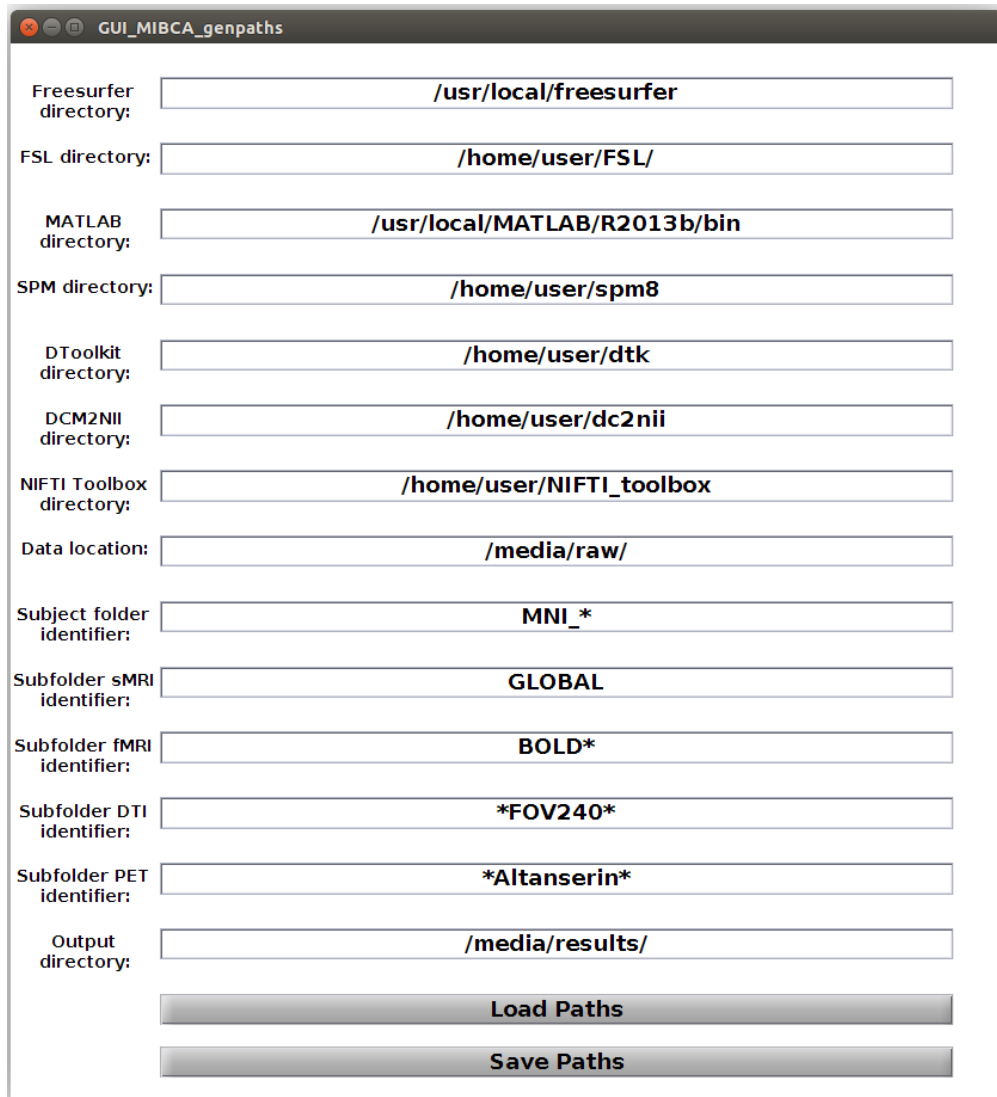 GUI_MIBCA_genpaths
Freesurfer
directory:
/usr/local/freesurfer
FSL directory:
/home/user/FSL/
MATLAB
directory:
/usr/local/MATLAB/R2013b/bin
SPM directory:
/home/user/spm8
DToolkit
directory:
/home/user/dtk
DCM2NII
directory:
/home/user/dc2nii
NIFTI Toolbox
directory:
/home/user/NIFTI_toolbox
Data location:
/media/raw/
Subject folder
identifier:
MNI_*
Subfolder sMRI
identifier:
GLOBAL
Subfolder fMRI
identifier:
BOLD*
Subfolder DTI
identifier:
*FOV240*
Subfolder PET
identifier:
*Altanserin*
Output
directory:
/media/results/
Load Paths
Save Paths